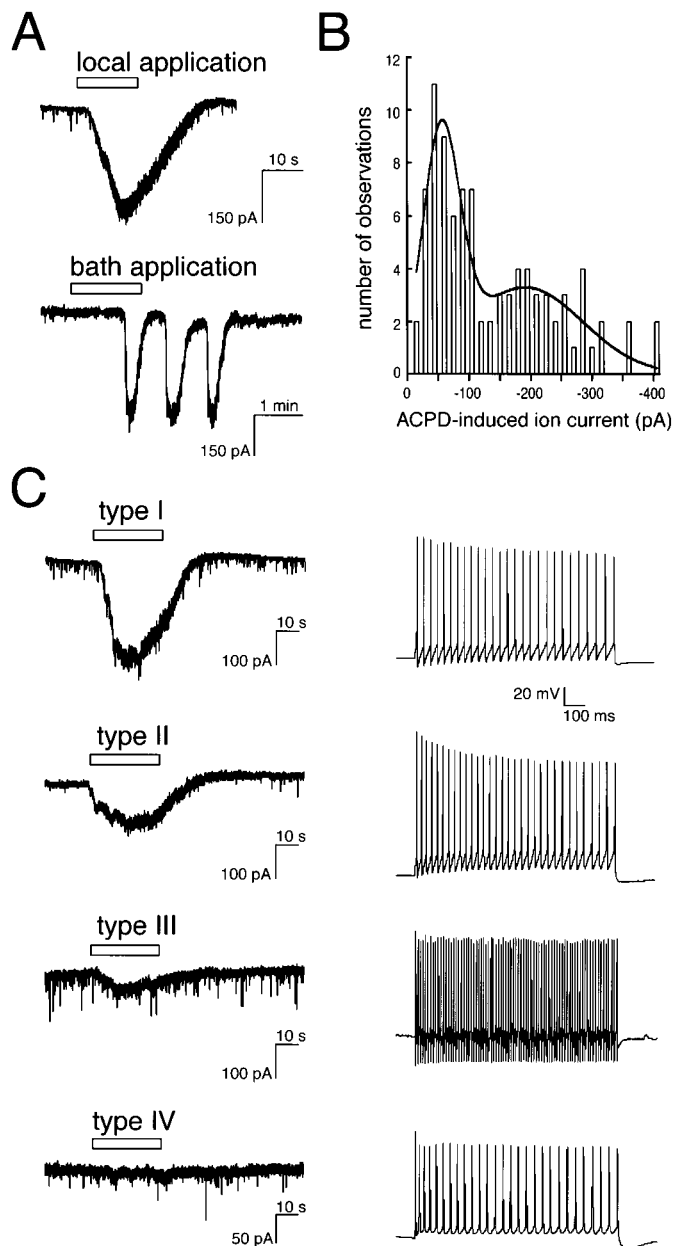 A
local application
10 s
150 pA
bath application
1 min
150 pA
B
number of observations
12
10
8
6
4
2
0
0 -100 -200 -300 -400
ACPD-induced ion current (pA)
C
type I
10 s
100 pA
20 mV
100 ms
type II
10 s
100 pA
type III
10 s
100 pA
type IV
10 s
50 pA